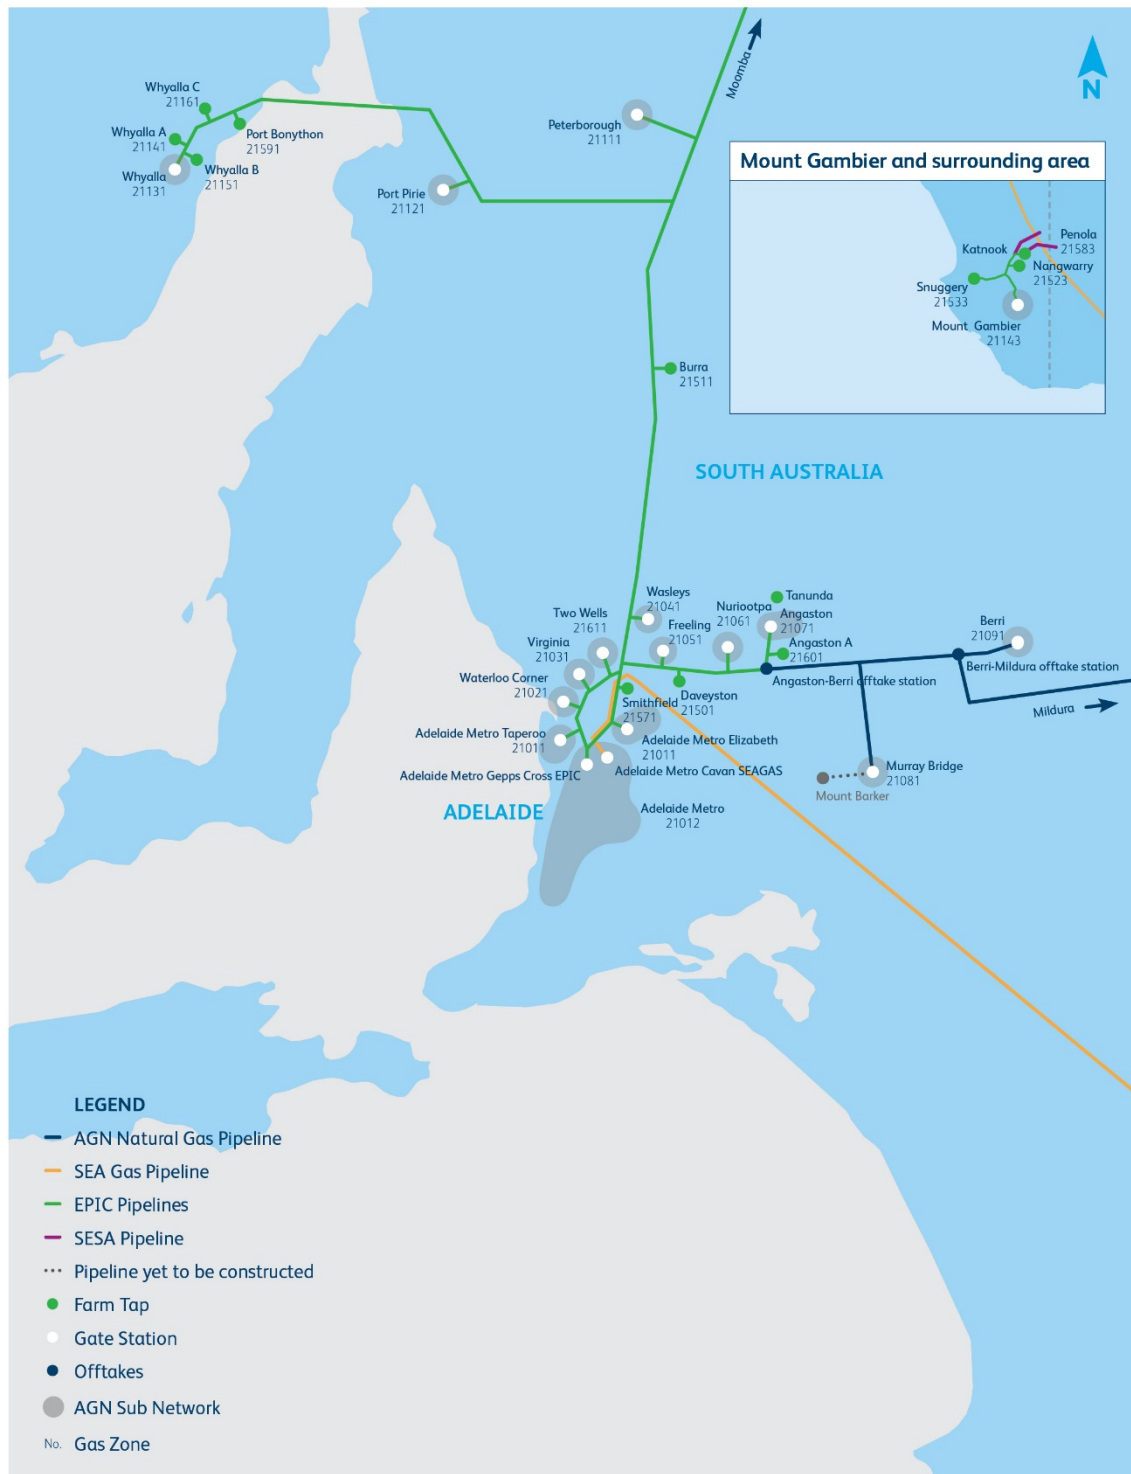 Moomba
N
Whyalla C
21161
Whyalla A
21141
Port Bonython
21591
Whyalla B
21151
Whyalla
21131
Port Pirie
21121
Peterborough
21111
Mount Gambier and surrounding area
Penola
21583
Katnook
Nangwarry
21523
Snuggery
21533
Mount Gambier
21143
Burra
21511
SOUTH AUSTRALIA
Wasleys
21041
Two Wells
21611
Virginia
21031
Waterloo Corner
21021
Adelaide Metro Taperoo
21011
Adelaide Metro Gepps Cross EPIC
Freeling
21051
Nuriootpa
21061
Tanunda
Angaston
21071
Angaston A
21601
Berri
21091
Berri-Mildura offtake station
Angaston-Berri offtake station
Mildura
Daveyston
21501
Smithfield
21571
Adelaide Metro Elizabeth
21011
Adelaide Metro Cavan SEAGAS
Murray Bridge
21081
Mount Barker
ADELAIDE
Adelaide Metro
21012
LEGEND
AGN Natural Gas Pipeline
SEA Gas Pipeline
EPIC Pipelines
SESA Pipeline
Pipeline yet to be constructed
Farm Tap
Gate Station
Offtakes
AGN Sub Network
No. Gas Zone